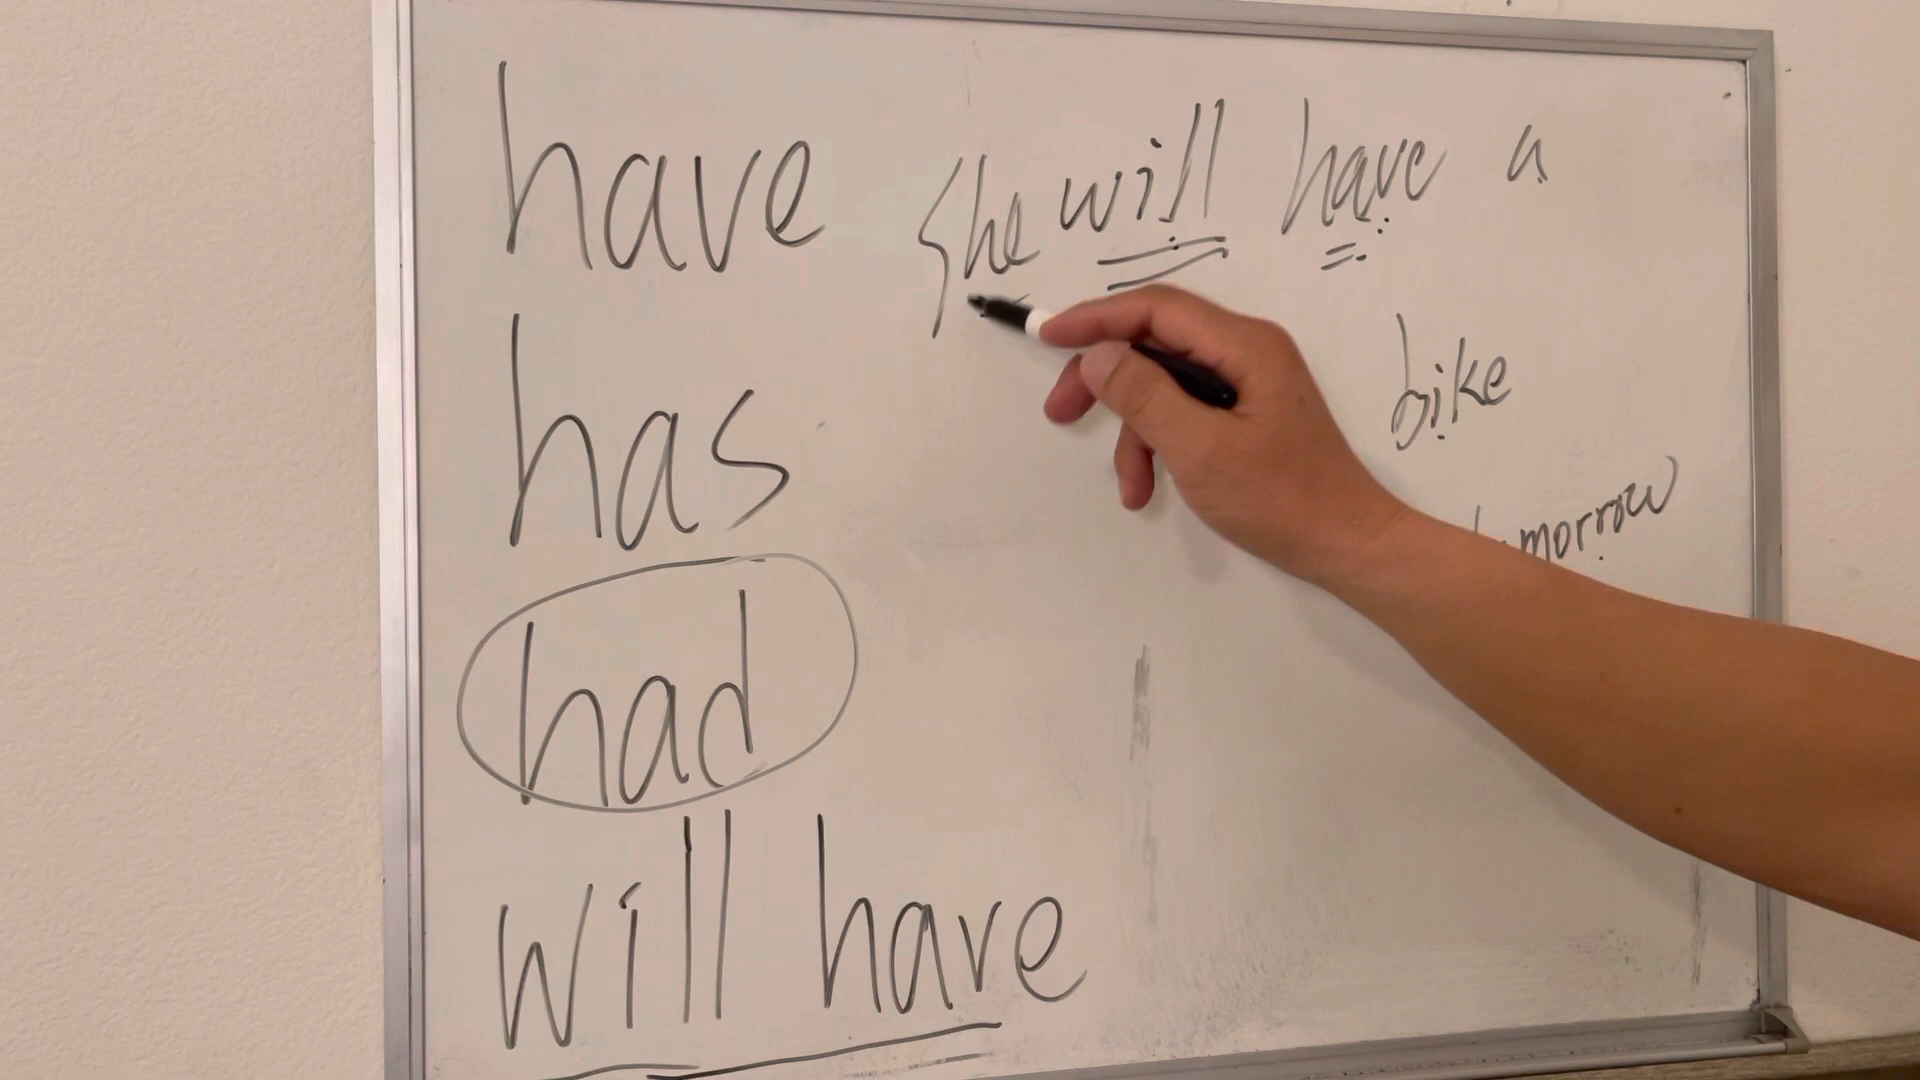 have
has
had
will have
She will have a
bike
tomorrow